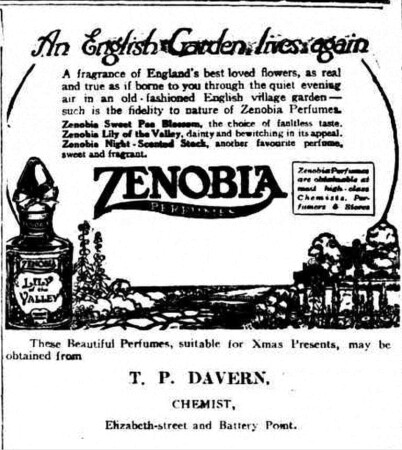 An English Garden lives again
A fragrance of England's best loved flowers, as real
and true as if borne to you through the quiet evening
air in an old-fashioned English village garden—
such is the fidelity to nature of Zenobia Perfumes.
Zenobia Sweet Pea Blossom, the choice of faultless taste.
Zenobia Lily of the Valley, dainty and bewitching in its appeal.
Zenobia Night-Scented Stock, another favourite perfume,
sweet and fragrant.
ZENOBIA
PERFUMES
Zenobia Perfumes
are obtainable at
most high-class
Chemists, Per-
fumers & Stores
LILY
of the
VALLEY
These Beautiful Perfumes, suitable for Xmas Presents, may be
obtained from
T. P. DAVERN,
CHEMIST,
Elizabeth-street and Battery Point.